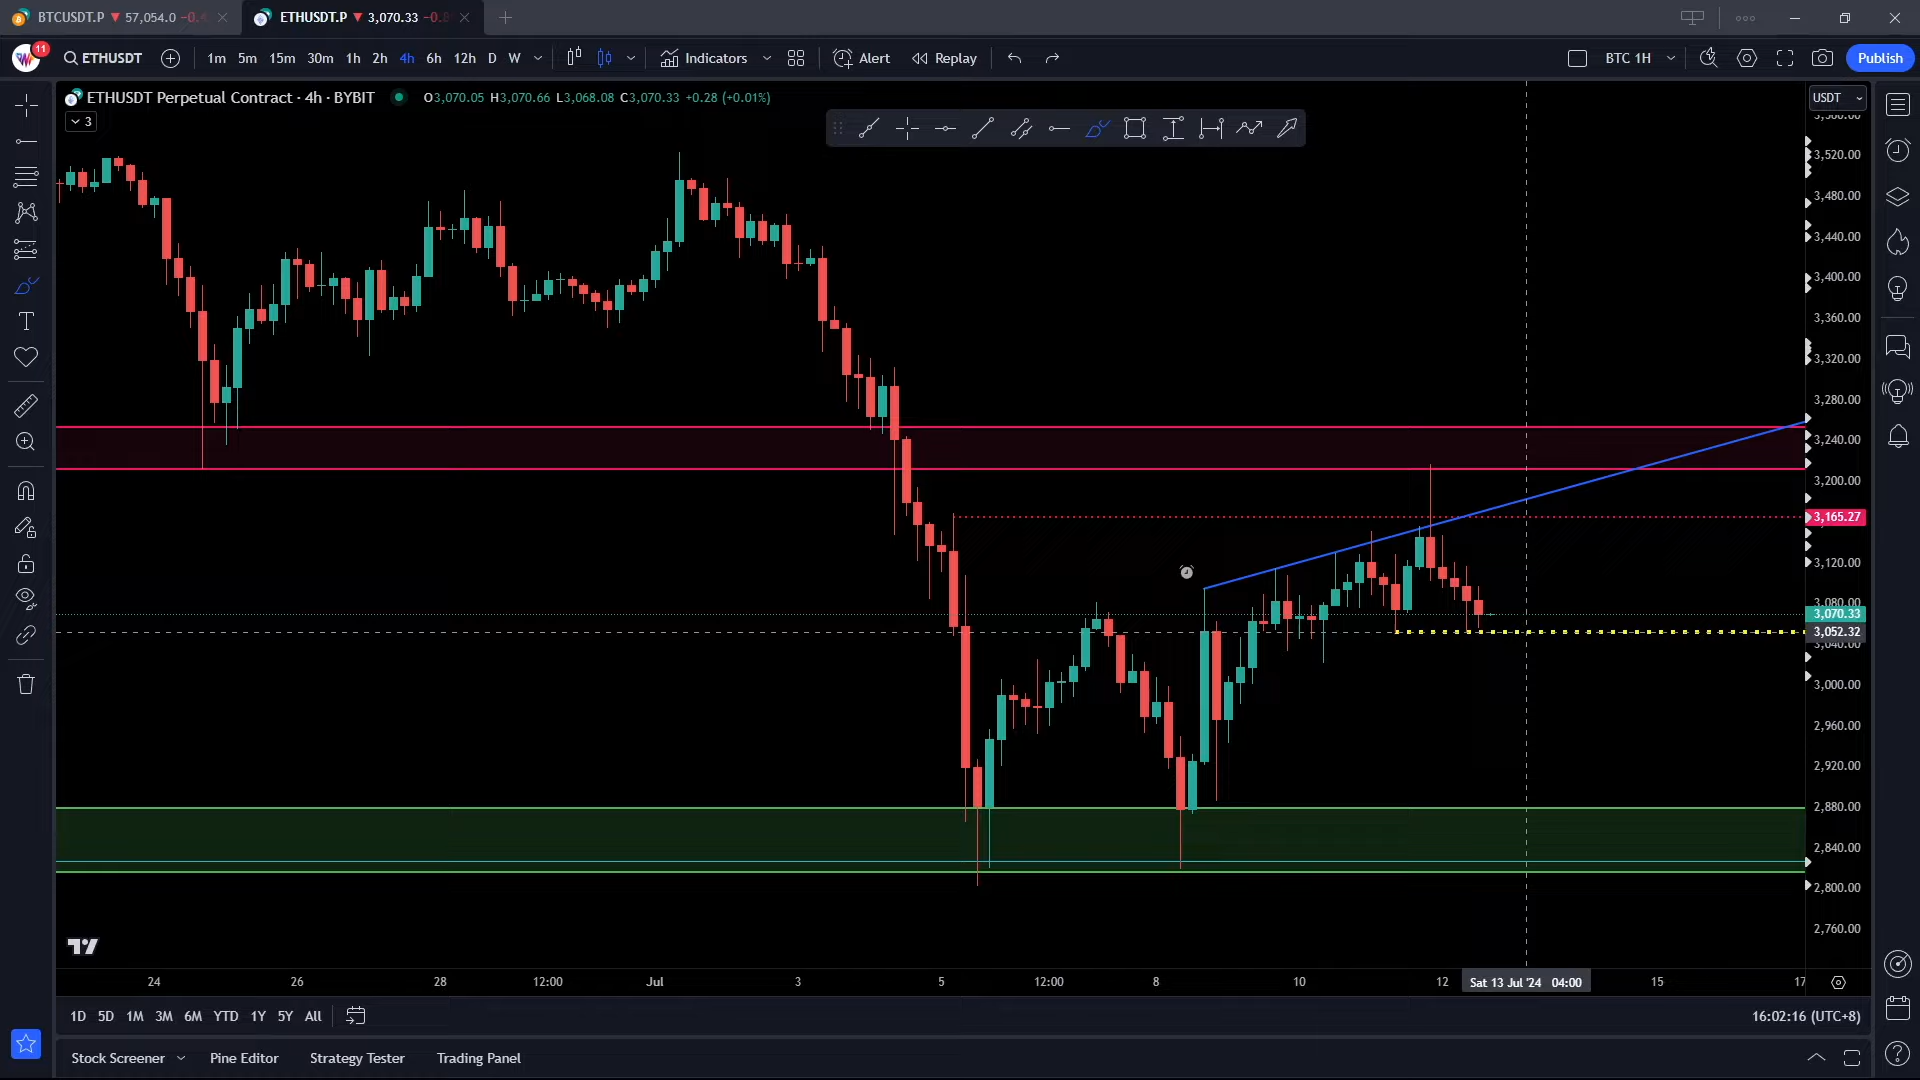 BTCUSDT.P ▼ 57,054.0 −0.4
ETHUSDT.P ▼ 3,070.33 −0.8
11
ETHUSDT
1m 5m 15m 30m 1h 2h 4h 6h 12h D W
Indicators
Alert
Replay
BTC 1H
Publish
ETHUSDT Perpetual Contract · 4h · BYBIT
O3,070.05 H3,070.66 L3,068.08 C3,070.33 +0.28 (+0.01%)
3
USDT
3,520.00
3,480.00
3,440.00
3,400.00
3,360.00
3,320.00
3,280.00
3,240.00
3,200.00
3,165.27
3,120.00
3,080.00
3,070.33
3,052.32
3,040.00
3,000.00
2,960.00
2,920.00
2,880.00
2,840.00
2,800.00
2,760.00
24 26 28 12:00 Jul 3 5 12:00 8 10 12 Sat 13 Jul '24 04:00 15 17
1D 5D 1M 3M 6M YTD 1Y 5Y All
16:02:16 (UTC+8)
Stock Screener
Pine Editor
Strategy Tester
Trading Panel